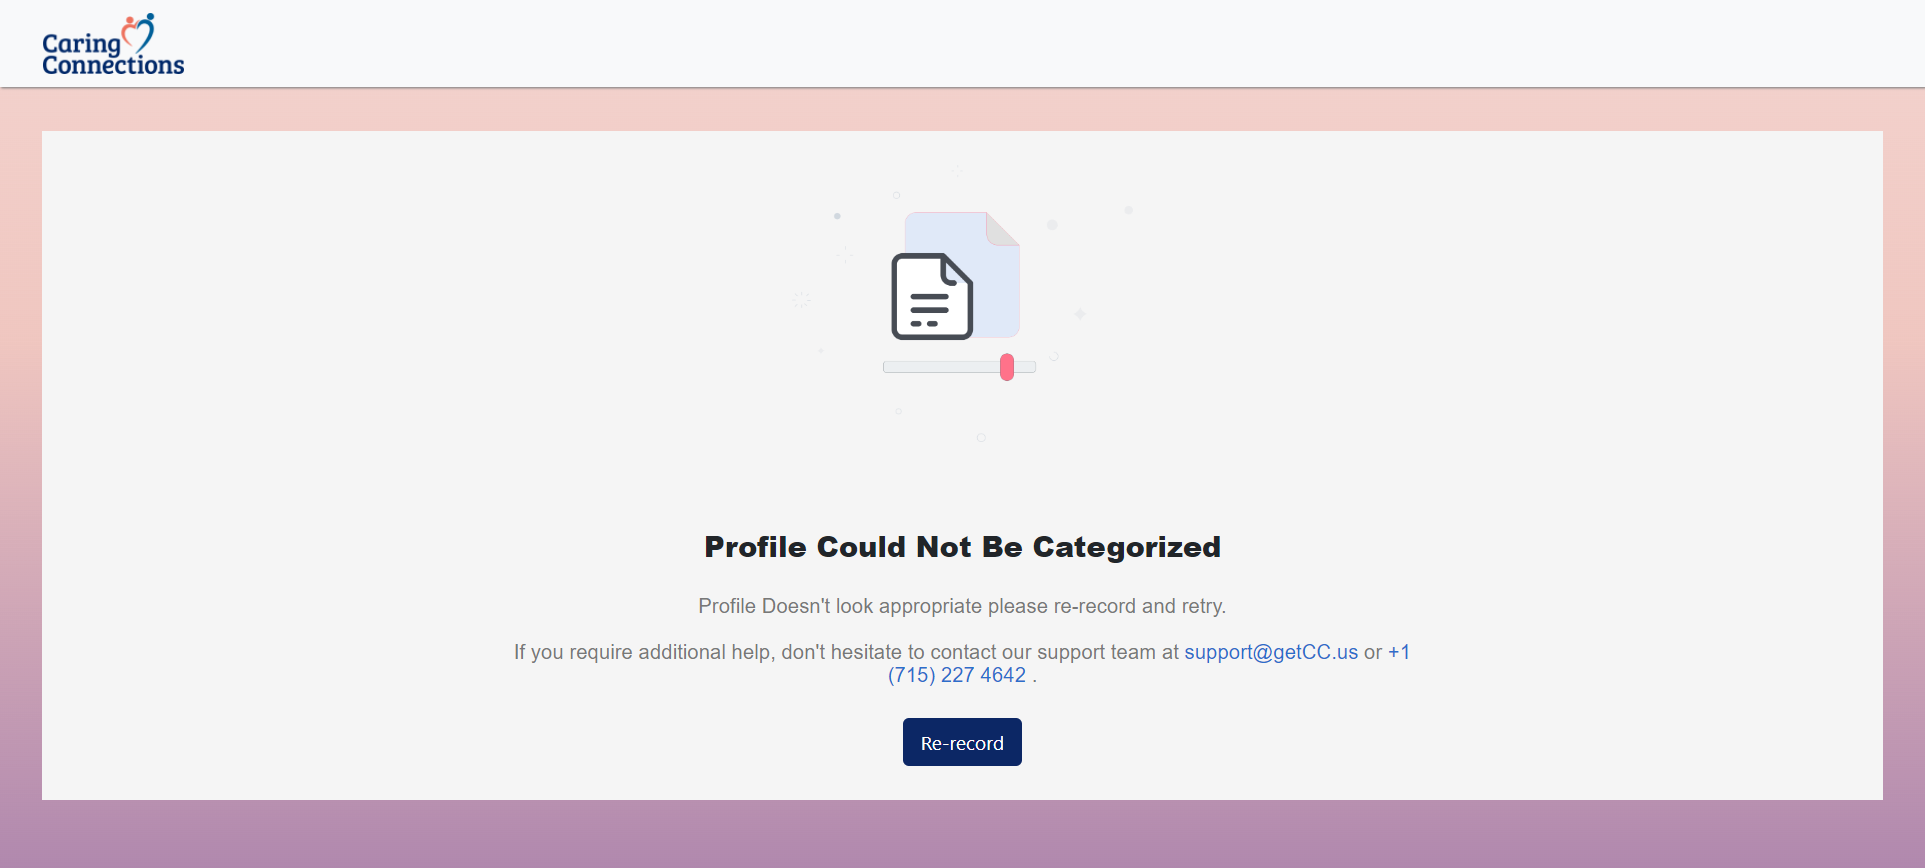 Caring
Connections
Profile Could Not Be Categorized
Profile Doesn't look appropriate please re-record and retry.
If you require additional help, don't hesitate to contact our support team at support@getCC.us or +1
(715) 227 4642 .
Re-record